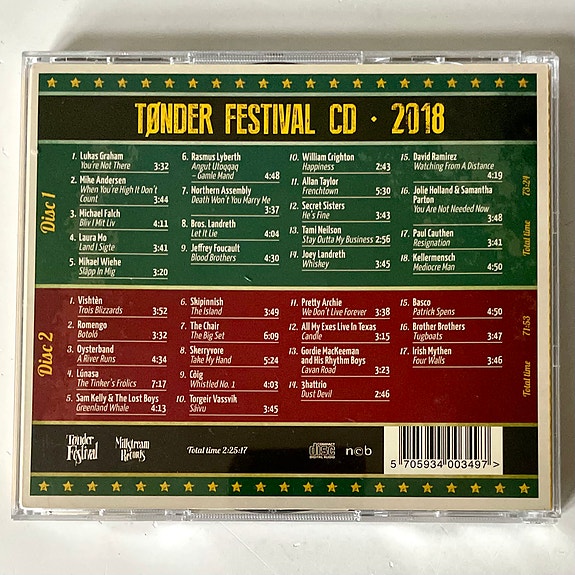 TØNDER FESTIVAL CD · 2018
Disc 1
1. Lukas Graham
You're Not There 3:32
2. Mike Andersen
When You're High It Don't
Count 3:44
3. Michael Falch
Bliv I Mit Liv 4:11
4. Laura Mo
Land I Sigte 3:41
5. Mikael Wiehe
Släpp In Mig 3:20
6. Rasmus Lyberth
Angut Utoqqaq
– Gamle Mand 4:48
7. Northern Assembly
Death Won't You Marry Me
3:37
8. Bros. Landreth
Let It Lie 4:04
9. Jeffrey Foucault
Blood Brothers 4:30
10. William Crighton
Happiness 2:43
11. Allan Taylor
Frenchtown 5:30
12. Secret Sisters
He's Fine 3:43
13. Tami Neilson
Stay Outta My Business 2:56
14. Joey Landreth
Whiskey 3:45
15. David Ramirez
Watching From A Distance
4:19
16. Jolie Holland & Samantha
Parton
You Are Not Needed Now
3:48
17. Paul Cauthen
Resignation 3:41
18. Kellermensch
Mediocre Man 4:50
Total time 73:24
Disc 2
1. Vishtèn
Trois Blizzards 3:52
2. Romengo
Botoló 3:32
3. Oysterband
A River Runs 4:34
4. Lúnasa
The Tinker's Frolics 7:17
5. Sam Kelly & The Lost Boys
Greenland Whale 4:13
6. Skipinnish
The Island 3:49
7. The Chair
The Big Set 6:09
8. Sherryvore
Take My Hand 5:24
9. Còig
Whistled No. 1 4:03
10. Torgeir Vassvik
Sávu 3:45
11. Pretty Archie
We Don't Live Forever 3:38
12. All My Exes Live In Texas
Candle 3:15
13. Gordie MacKeeman
and His Rhythm Boys
Cavan Road 3:23
14. 3hattrio
Dust Devil 2:46
15. Basco
Patrick Spens 4:50
16. Brother Brothers
Tugboats 3:47
17. Irish Mythen
Four Walls 3:46
Total time 71:53
Tønder
Festival
Millstream
Records
Total time 2:25:17
COMPACT
disc
DIGITAL AUDIO
n©b
5 705934 003497 >